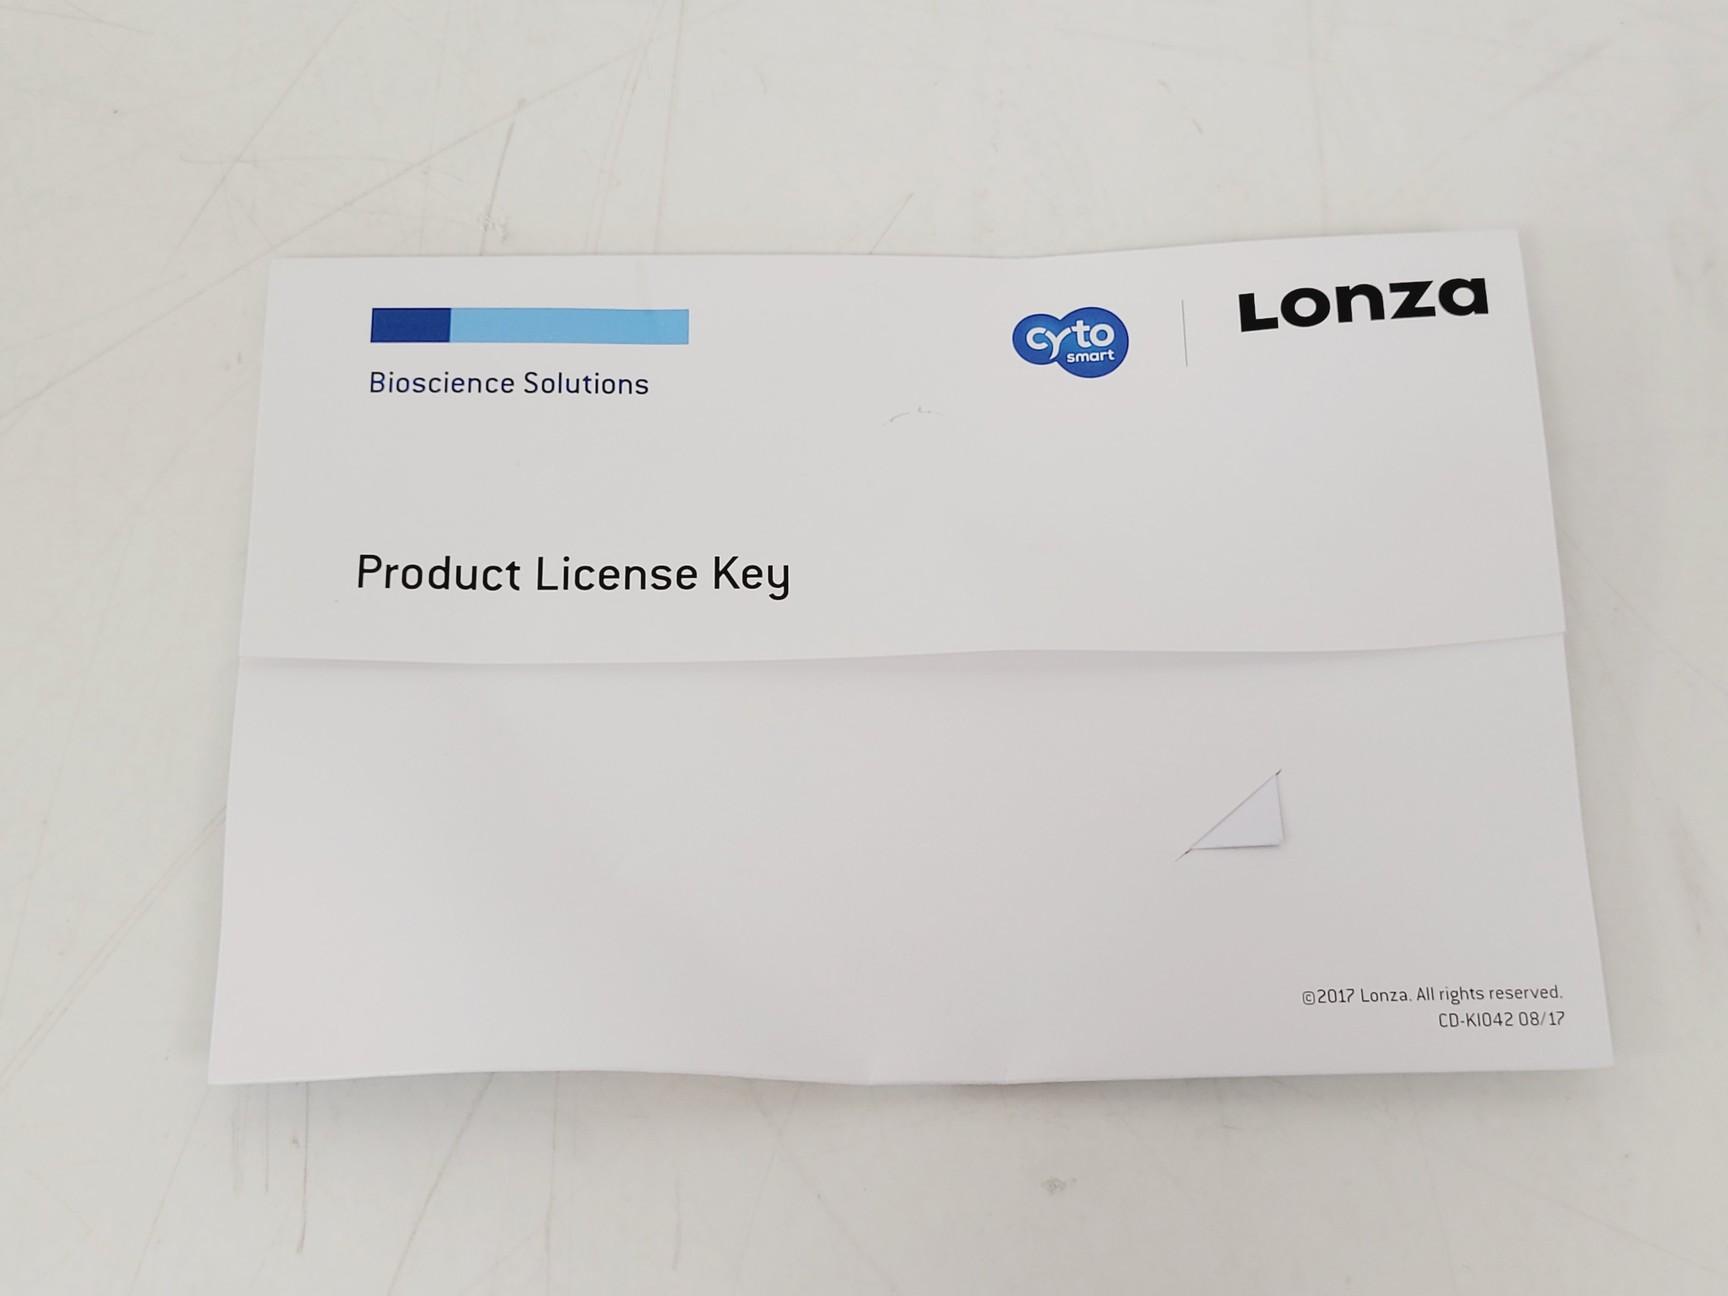 Bioscience Solutions
cyto
smart
Lonza
Product License Key
©2017 Lonza. All rights reserved.
CD-KI042 08/17